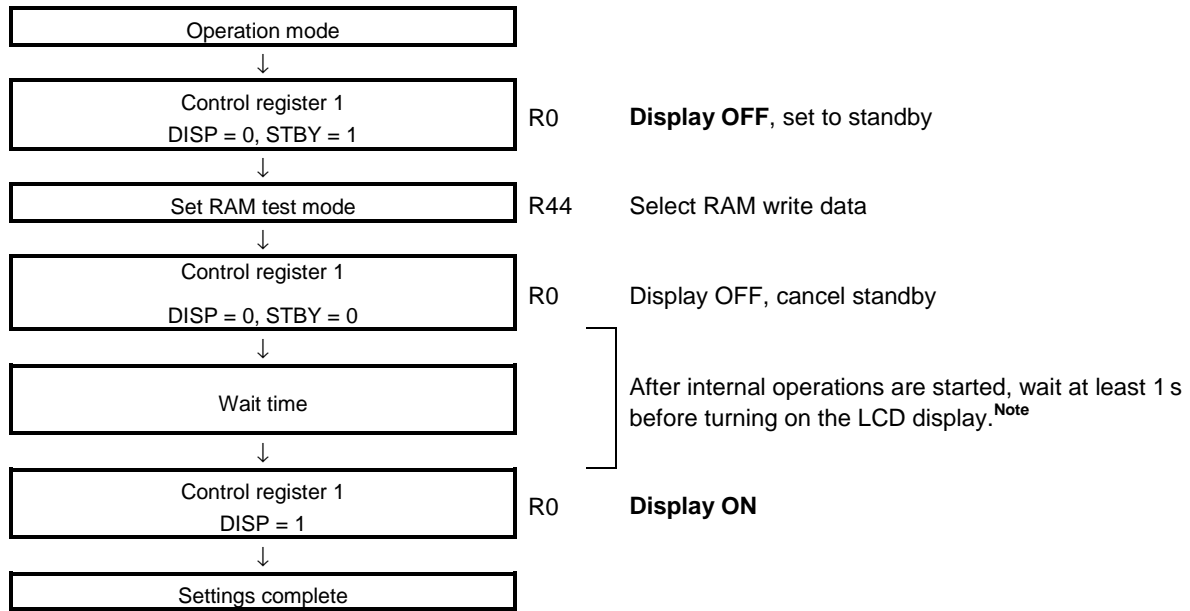 Operation mode
↓
Control register 1
DISP = 0, STBY = 1
R0 Display OFF, set to standby
↓
Set RAM test mode R44 Select RAM write data
↓
Control register 1
DISP = 0, STBY = 0
R0 Display OFF, cancel standby
↓
Wait time
After internal operations are started, wait at least 1 s
before turning on the LCD display.Note
↓
Control register 1
DISP = 1
R0 Display ON
↓
Settings complete